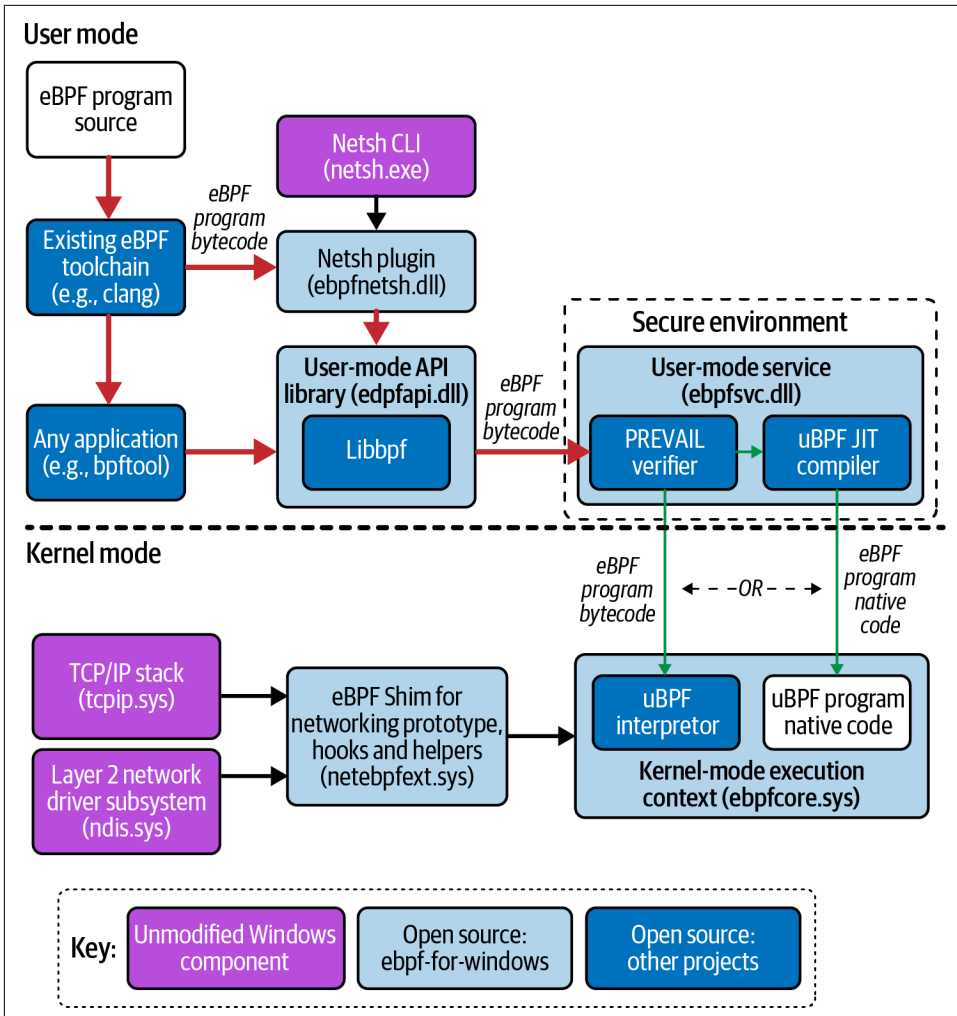 User mode
eBPF program
source
Netsh CLI
(netsh.exe)
eBPF
program
bytecode
Existing eBPF
toolchain
(e.g., clang)
Netsh plugin
(ebpfnetsh.dll)
Secure environment
User-mode API
library (edpfapi.dll)
Libbpf
eBPF
program
bytecode
User-mode service
(ebpfsvc.dll)
PREVAIL
verifier
uBPF JIT
compiler
Any application
(e.g., bpftool)
Kernel mode
eBPF
program
bytecode
OR
eBPF
program
native
code
TCP/IP stack
(tcpip.sys)
Layer 2 network
driver subsystem
(ndis.sys)
eBPF Shim for
networking prototype,
hooks and helpers
(netebpfext.sys)
uBPF
interpretor
uBPF program
native code
Kernel-mode execution
context (ebpfcore.sys)
Key:
Unmodified Windows
component
Open source:
ebpf-for-windows
Open source:
other projects